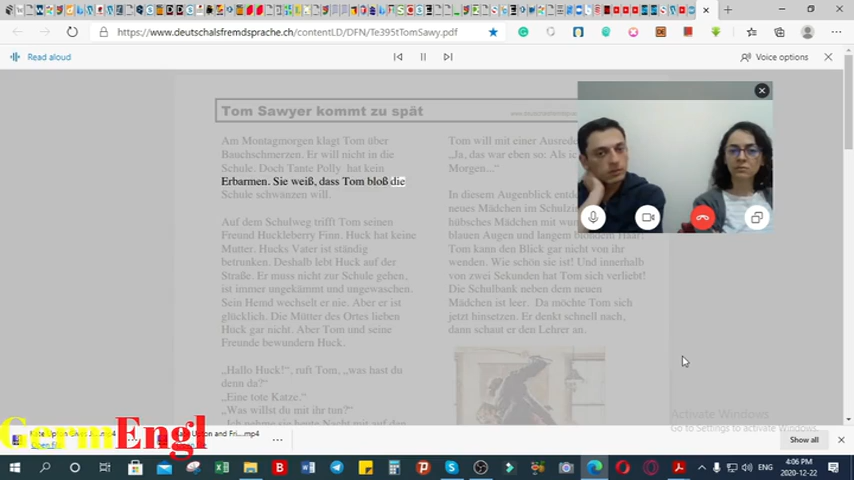 https://www.deutschalsfremdsprache.ch/contentLD/DFN/Te395tTomSawy.pdf
Read aloud
Voice options
Tom Sawyer kommt zu spät
Am Montagmorgen klagt Tom über
Bauchschmerzen. Er will nicht in die
Schule. Doch Tante Polly hat kein
Erbarmen. Sie weiß, dass Tom bloß die
Schule schwänzen will.
Auf dem Schulweg trifft Tom seinen
Freund Huckleberry Finn. Huck hat keine
Mutter. Hucks Vater ist ständig
betrunken. Deshalb lebt Huck auf der
Straße. Er muss nicht zur Schule gehen,
ist immer ungekämmt und ungewaschen.
Sein Hemd wechselt er nie. Aber er ist
glücklich. Die Mütter des Ortes lieben
Huck gar nicht. Aber Tom und seine
Freunde bewundern Huck.
„Hallo Huck!“, ruft Tom, „was hast du
denn da?“
„Eine tote Katze.“
„Was willst du mit ihr tun?“
Tom will mit einer Ausrede
„Ja, das war eben so: Als ic
Morgen...“
In diesem Augenblick
neues Mädchen im Schulzi
hübsches Mädchen mit
blauen Augen und langem blondem Haar.
Tom kann den Blick gar nicht von ihr
wenden. Wie schön sie ist! Und innerhalb
von zwei Sekunden hat Tom sich verliebt!
Die Schulbank neben dem neuen
Mädchen ist leer. Da möchte Tom sich
jetzt hinsetzen. Er denkt schnell nach,
dann schaut er den Lehrer an.
Activate Windows
Go to Settings to activate Windows.
GermEngl
Open file
Show all
ENG
4:06 PM
2020-12-22